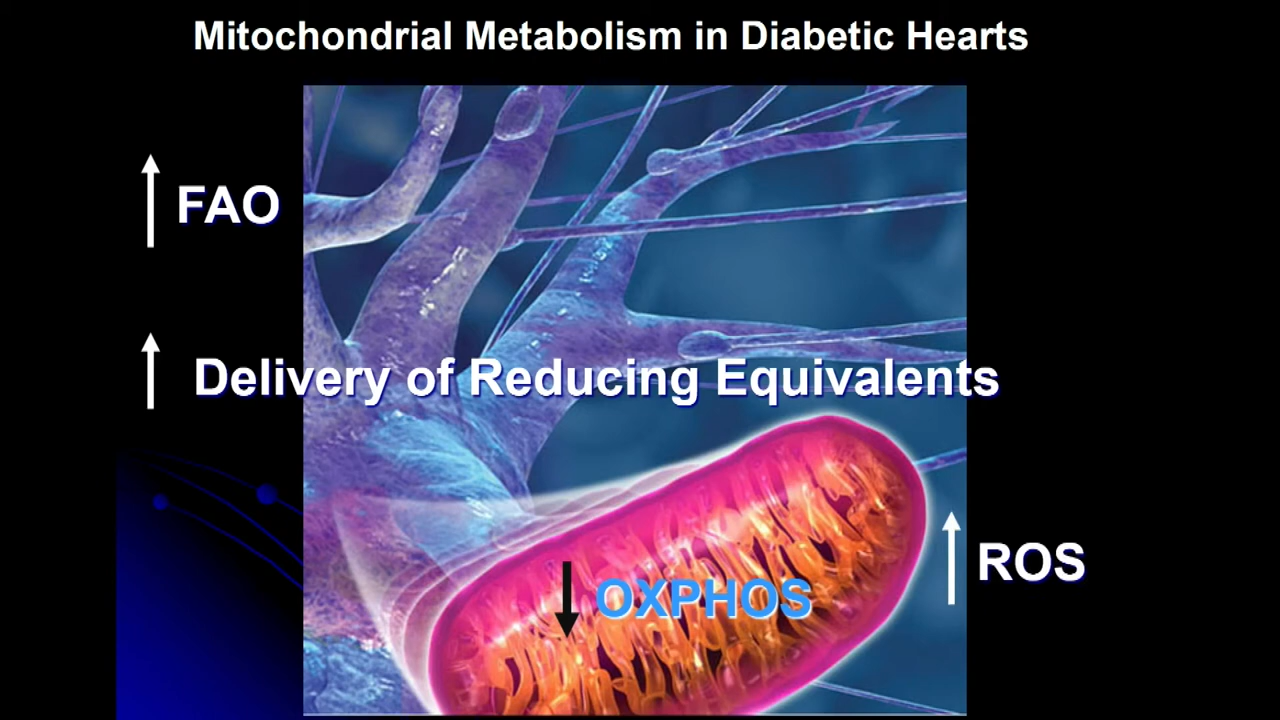 Mitochondrial Metabolism in Diabetic Hearts
FAO
Delivery of Reducing Equivalents
OXPHOS
ROS